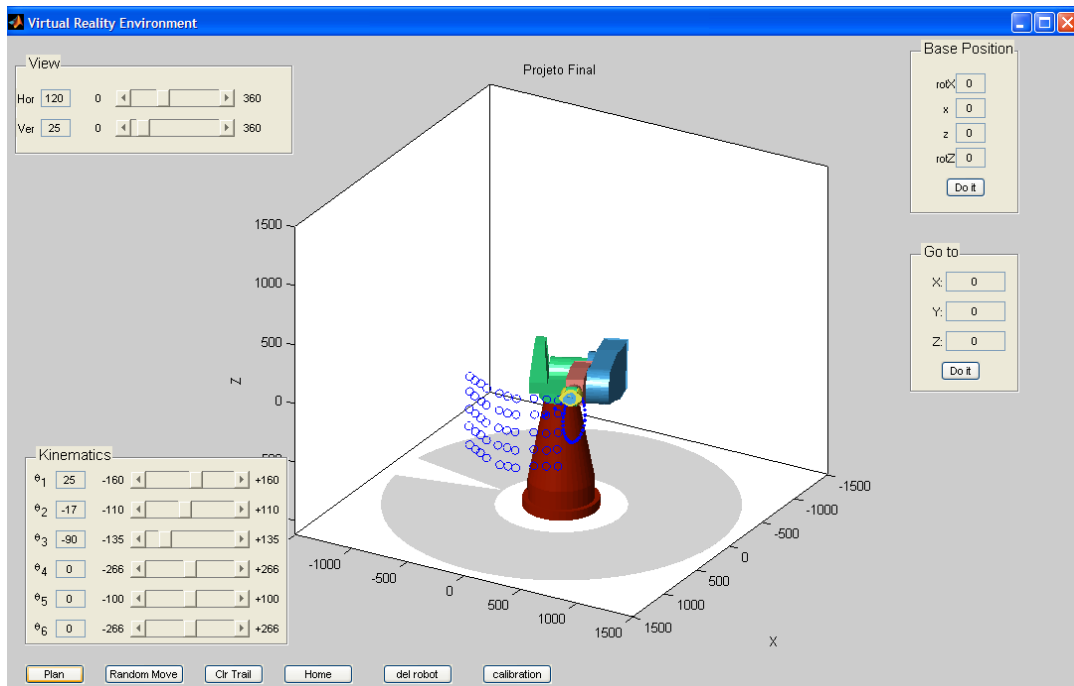 Virtual Reality Environment
View
Hor 120 0 360
Ver 25 0 360
Projeto Final
Base Position
rotX 0
x 0
z 0
rotZ 0
Do it
Go to
X: 0
Y: 0
Z: 0
Do it
1500
1000
500
0
Z
-1000
-500
0
500
1000
1500
-1500
-1000
-500
0
500
1000
1500
X
Kinematics
θ1 25 -160 +160
θ2 -17 -110 +110
θ3 -90 -135 +135
θ4 0 -266 +266
θ5 0 -100 +100
θ6 0 -266 +266
Plan Random Move Clr Trail Home del robot calibration